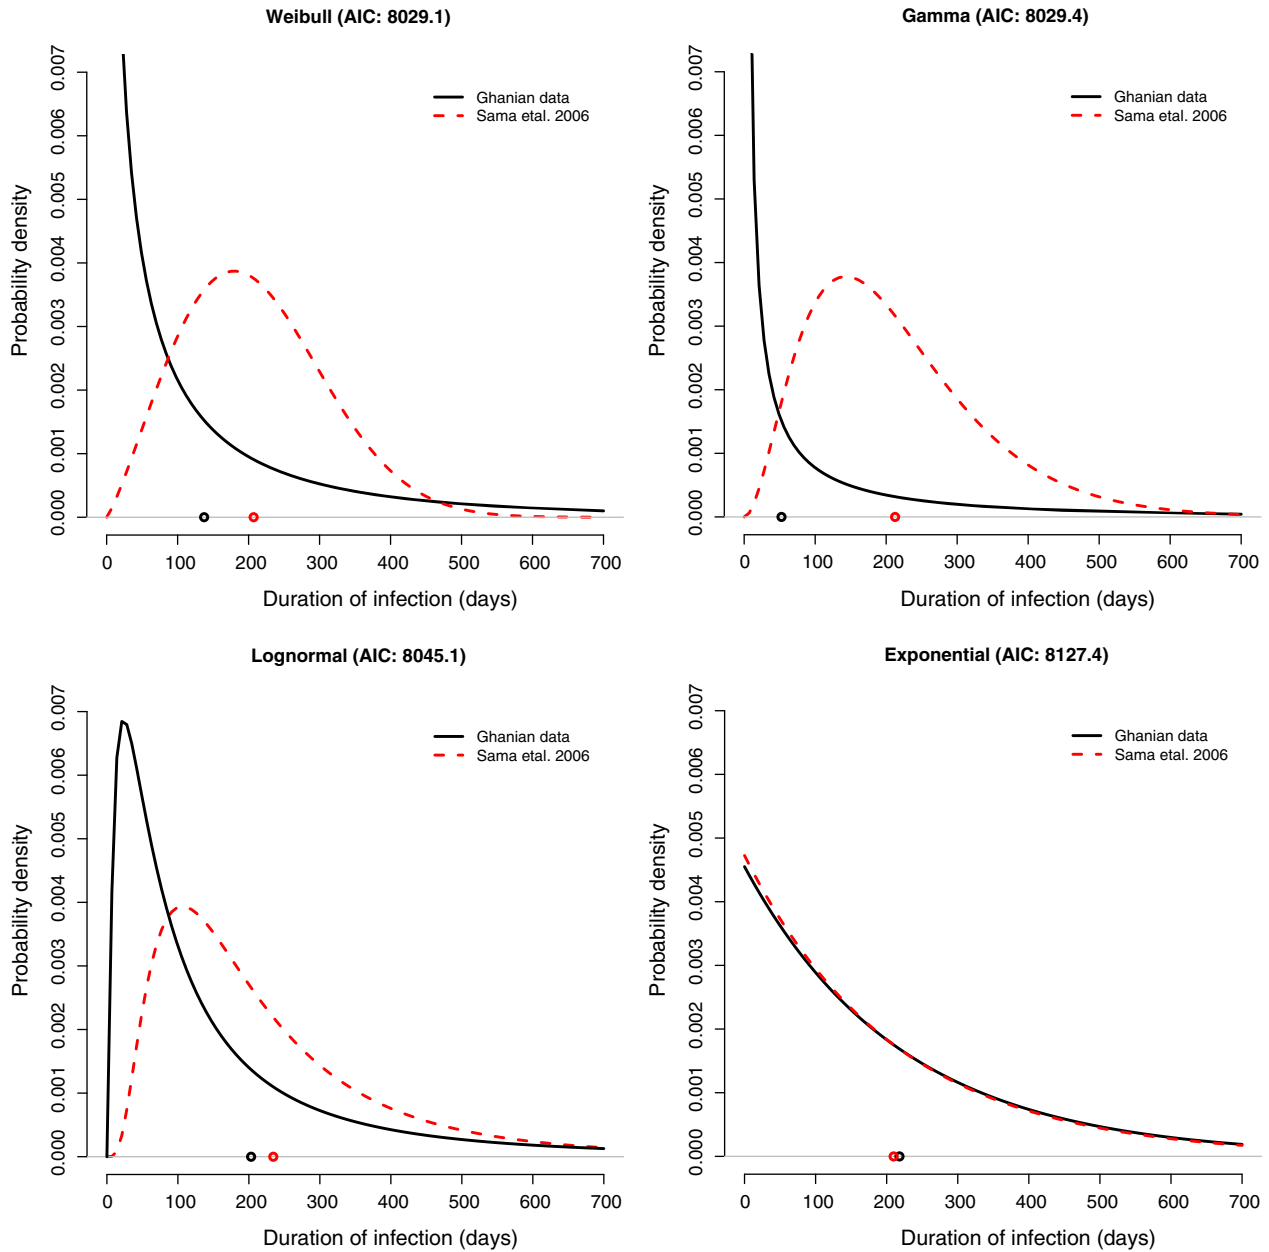 Weibull (AIC: 8029.1)
Probability density
0.000 0.001 0.002 0.003 0.004 0.005 0.006 0.007
Ghanian data
Sama etal. 2006
0 100 200 300 400 500 600 700
Duration of infection (days)
Gamma (AIC: 8029.4)
Probability density
0.000 0.001 0.002 0.003 0.004 0.005 0.006 0.007
Ghanian data
Sama etal. 2006
0 100 200 300 400 500 600 700
Duration of infection (days)
Lognormal (AIC: 8045.1)
Probability density
0.000 0.001 0.002 0.003 0.004 0.005 0.006 0.007
Ghanian data
Sama etal. 2006
0 100 200 300 400 500 600 700
Duration of infection (days)
Exponential (AIC: 8127.4)
Probability density
0.000 0.001 0.002 0.003 0.004 0.005 0.006 0.007
Ghanian data
Sama etal. 2006
0 100 200 300 400 500 600 700
Duration of infection (days)